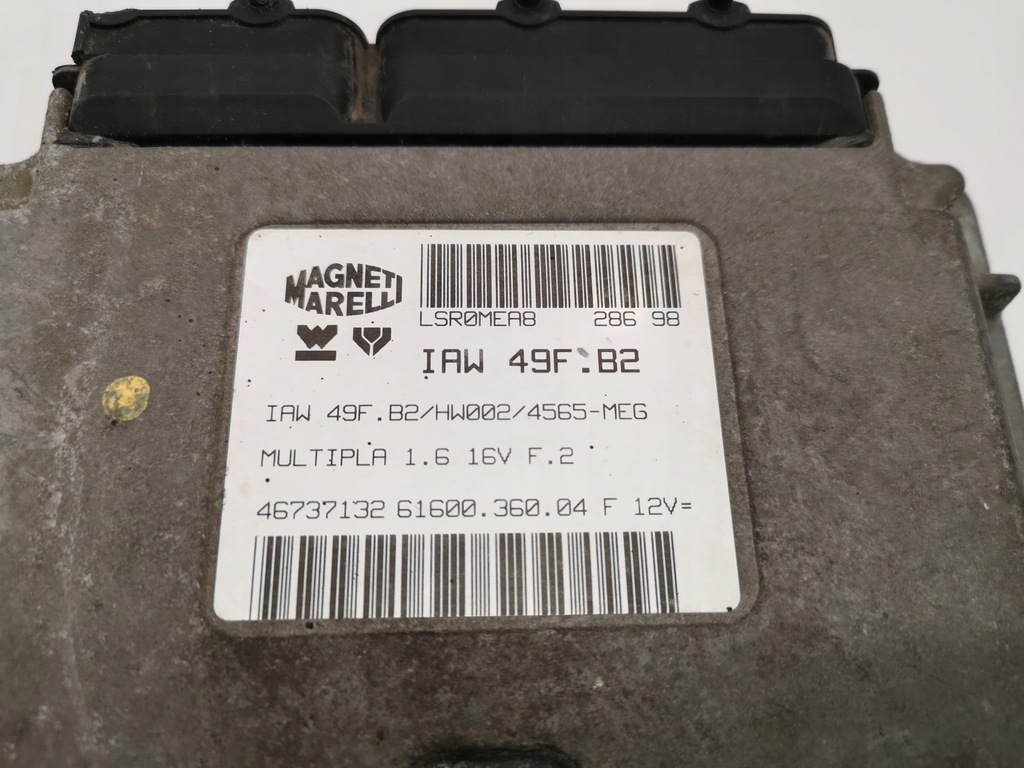 MAGNETI
MARELLI
LSR0MEA8 286 98
IAW 49F.B2
IAW 49F.B2/HW002/4565-MEG
MULTIPLA 1.6 16V F.2
46737132 61600.360.04 F 12V=